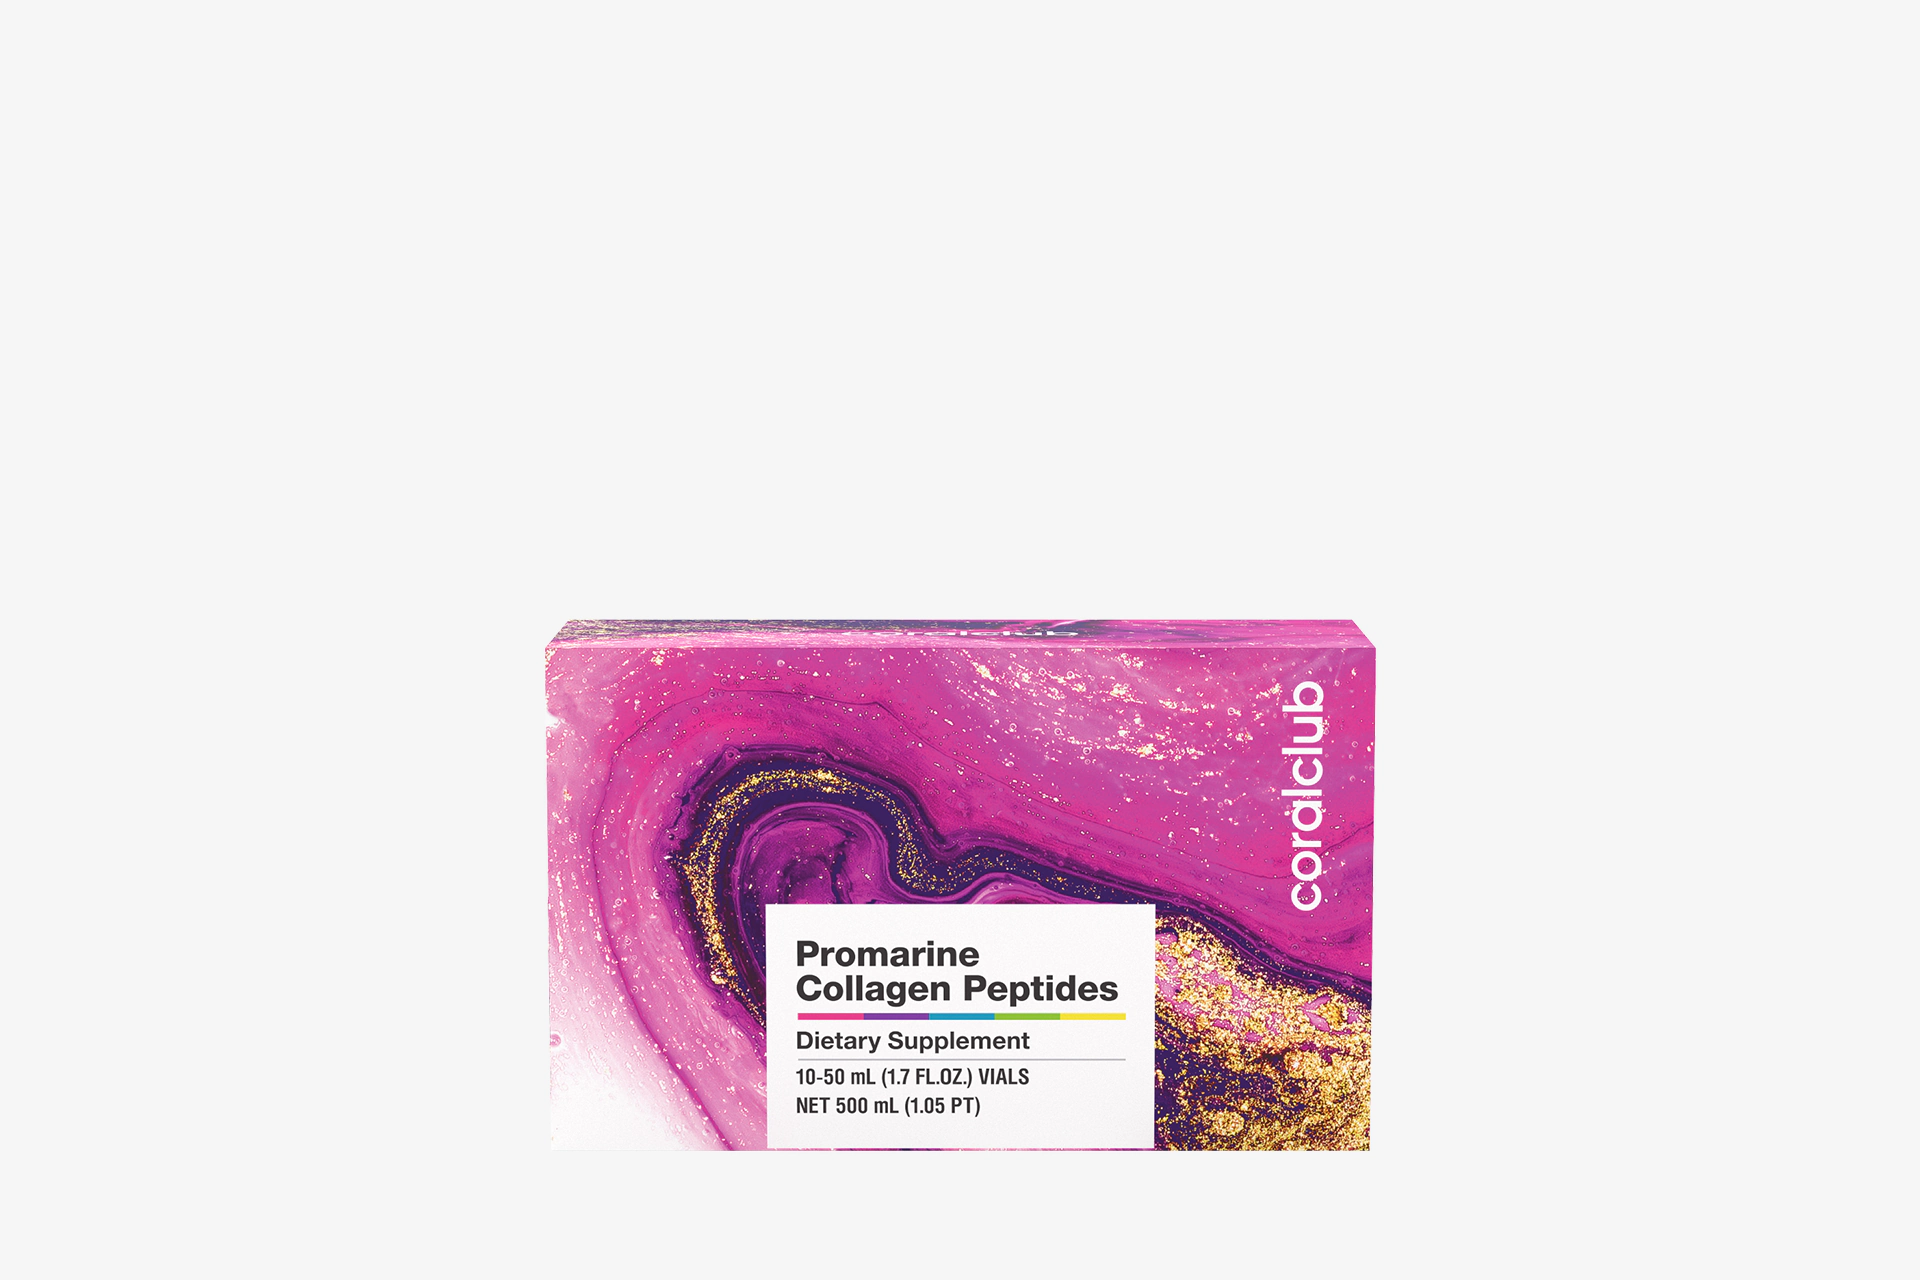 coralclub
coralclub
Promarine
Collagen Peptides
Dietary Supplement
10-50 mL (1.7 FL.OZ.) VIALS
NET 500 mL (1.05 PT)